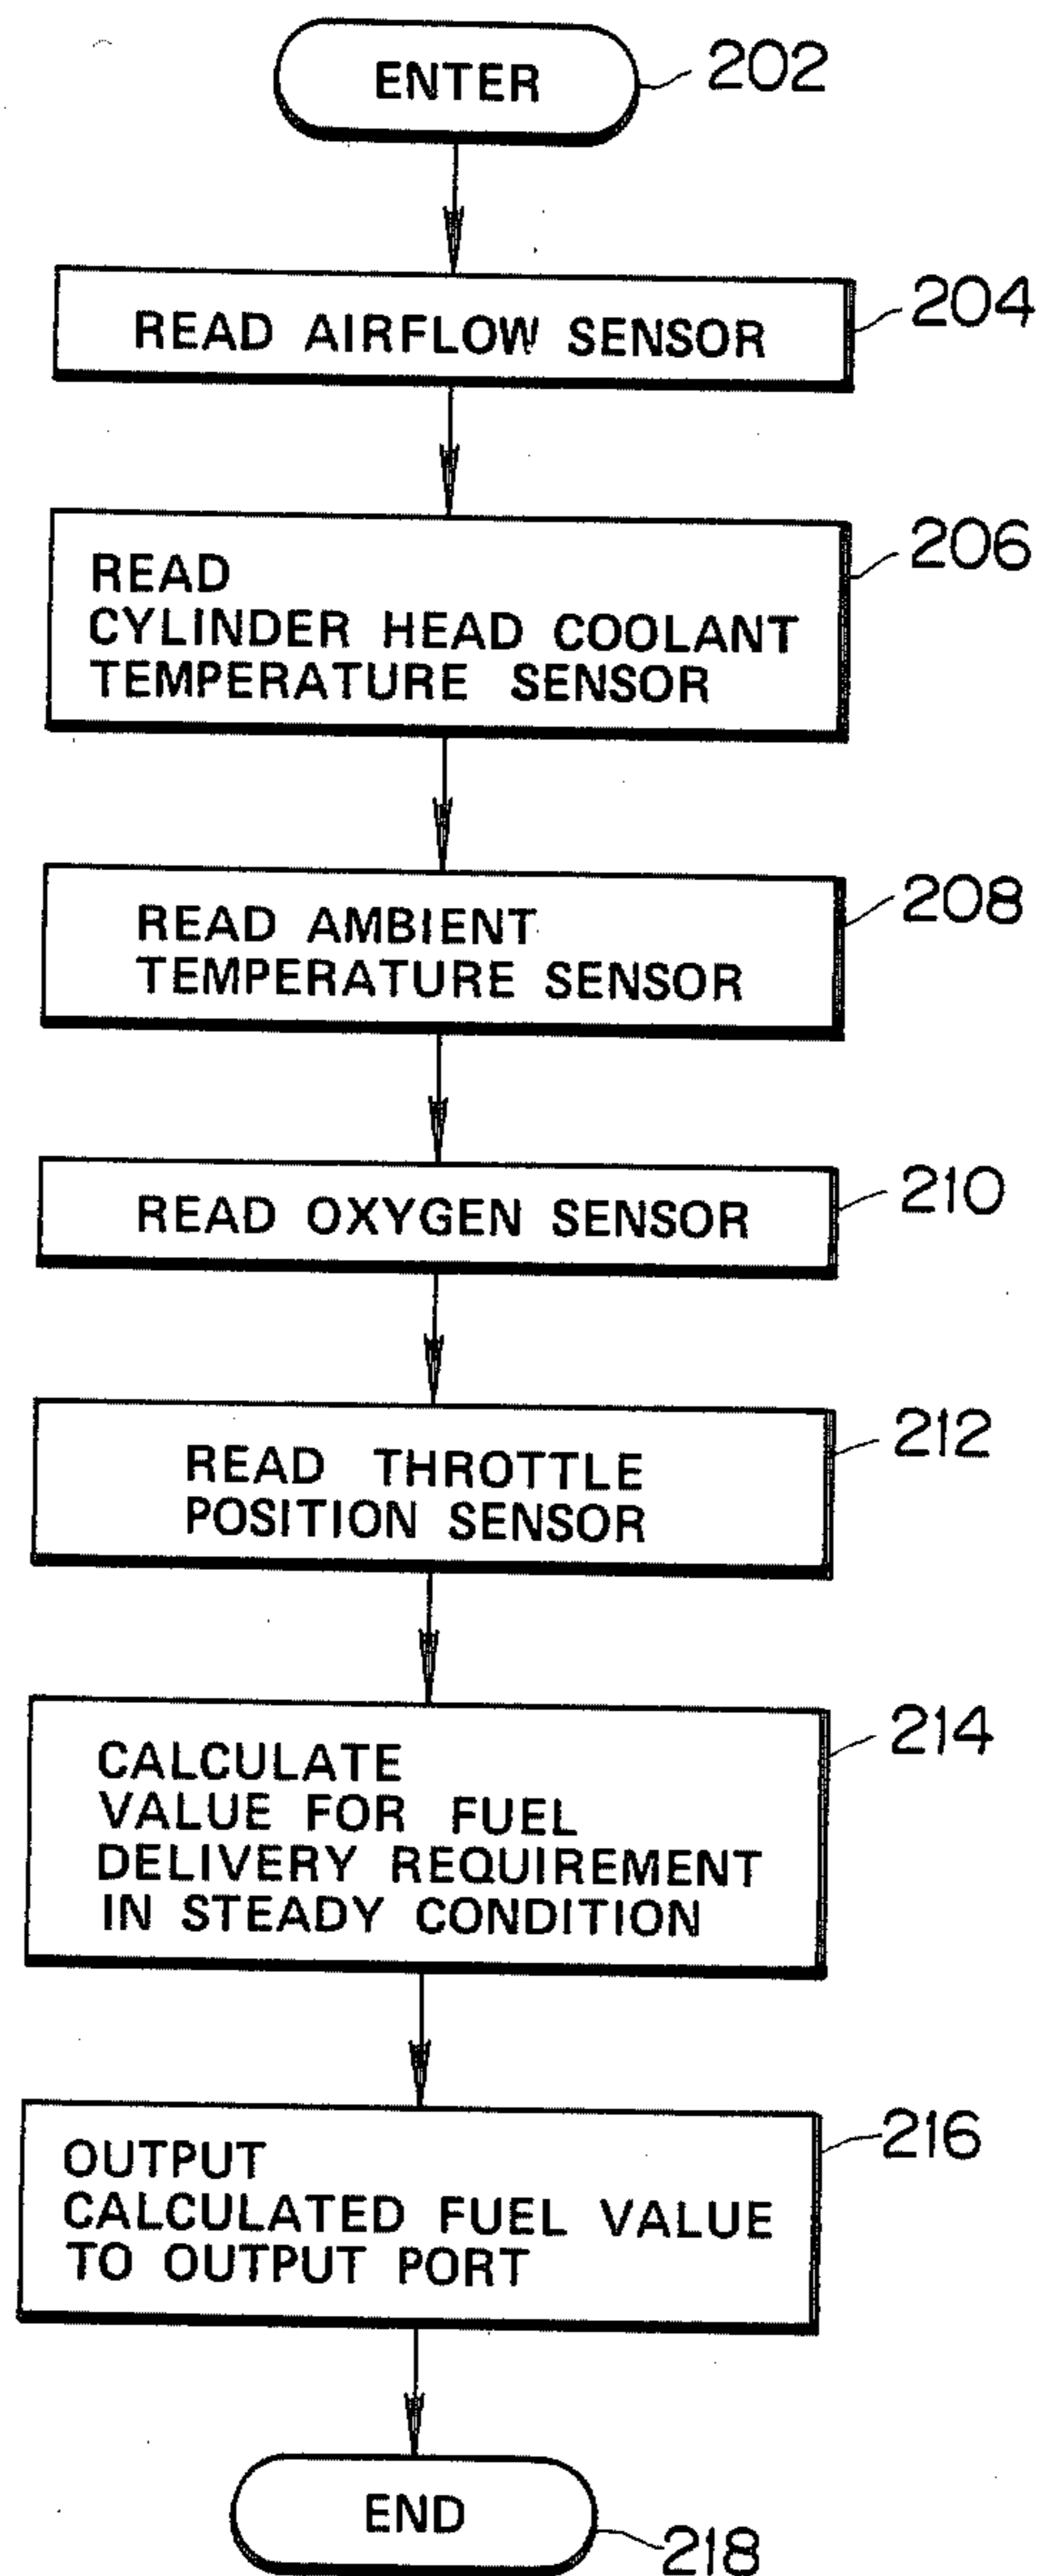 ENTER
202
READ AIRFLOW SENSOR
204
READ
CYLINDER HEAD COOLANT
TEMPERATURE SENSOR
206
READ AMBIENT
TEMPERATURE SENSOR
208
READ OXYGEN SENSOR
210
READ THROTTLE
POSITION SENSOR
212
CALCULATE
VALUE FOR FUEL
DELIVERY REQUIREMENT
IN STEADY CONDITION
214
OUTPUT
CALCULATED FUEL VALUE
TO OUTPUT PORT
216
END
218